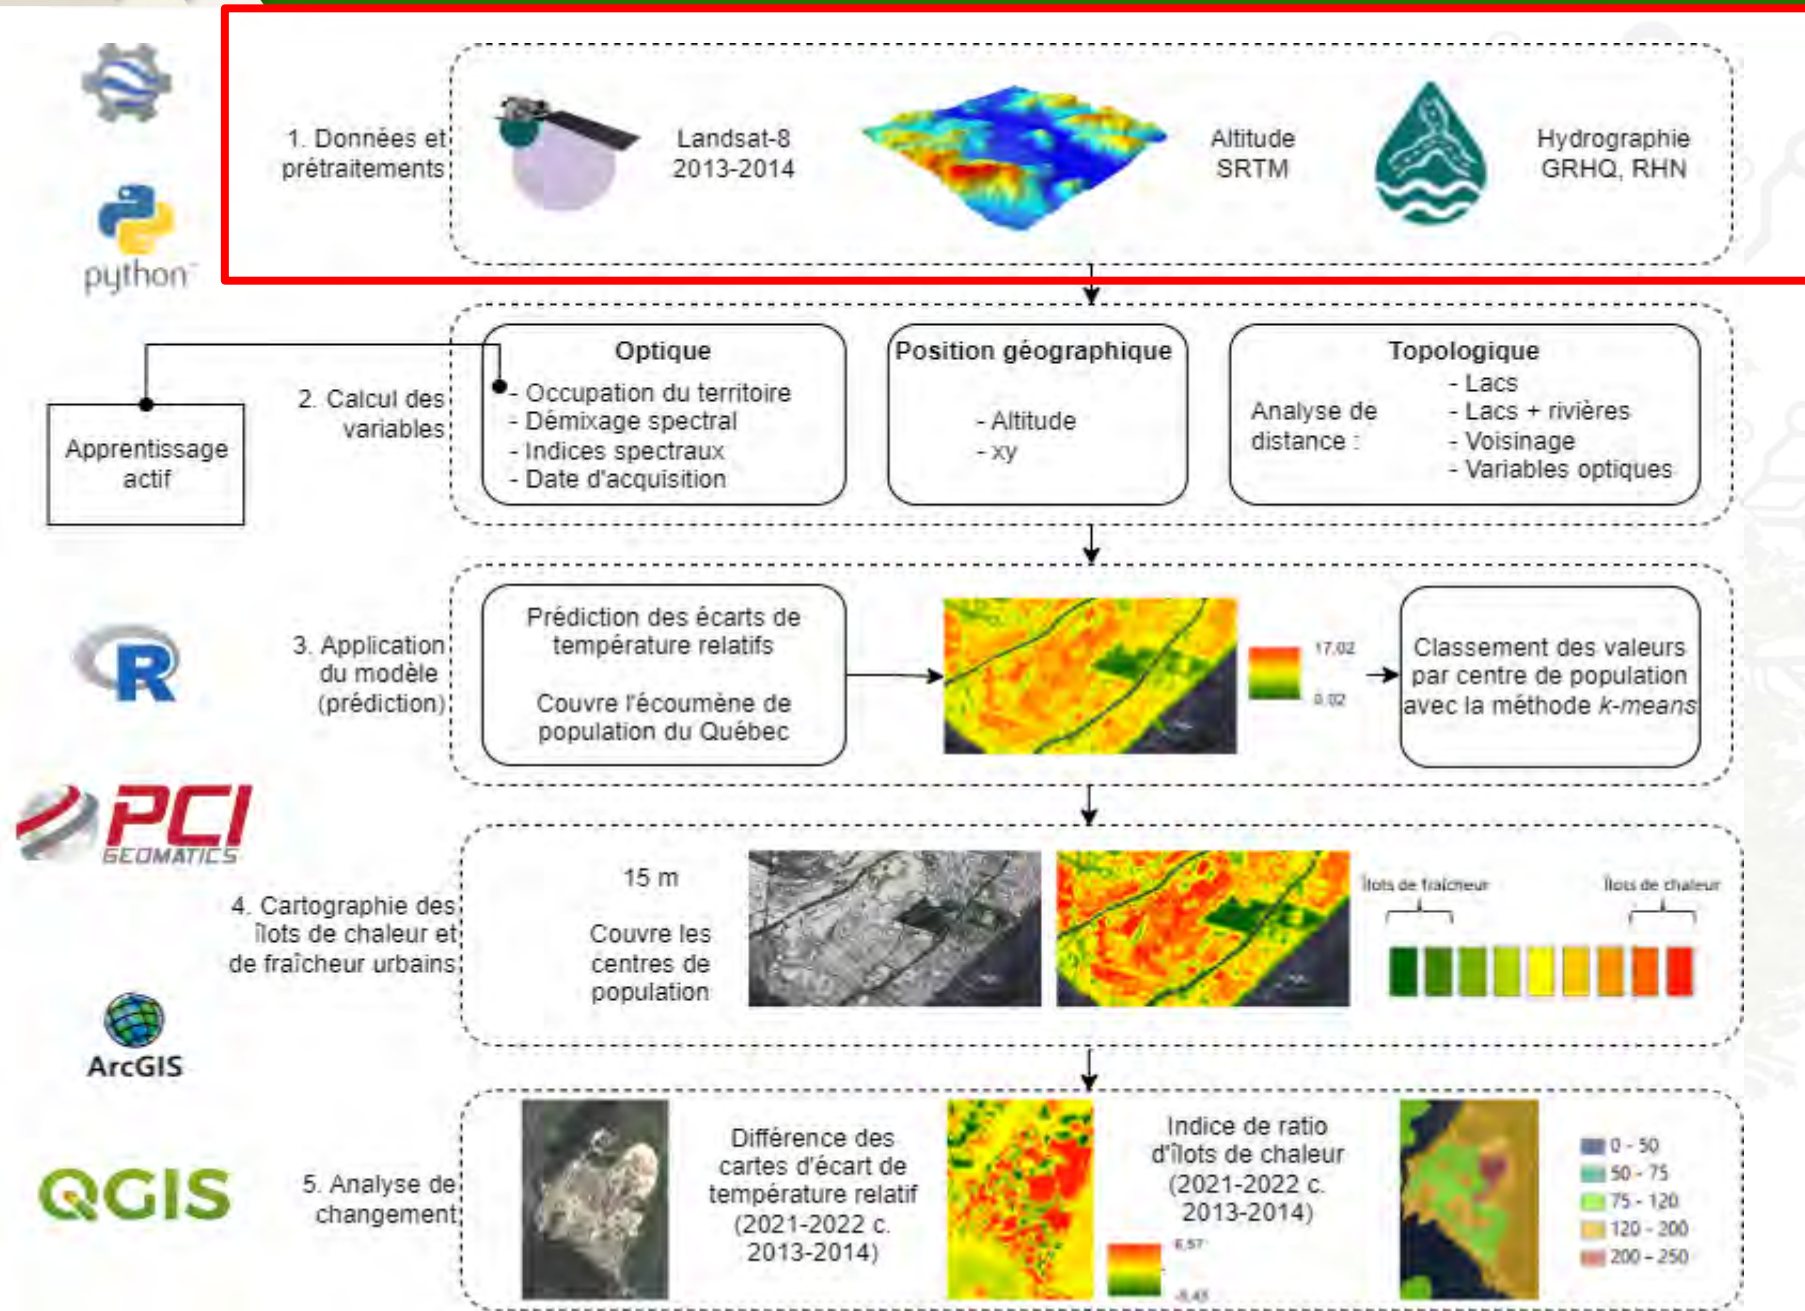 python
1. Données et
prétraitements
Landsat-8
2013-2014
Altitude
SRTM
Hydrographie
GRHQ, RHN
Apprentissage
actif
2. Calcul des
variables
Optique
- Occupation du territoire
- Démixage spectral
- Indices spectraux
- Date d'acquisition
Position géographique
- Altitude
- xy
Topologique
Analyse de
distance :
- Lacs
- Lacs + rivières
- Voisinage
- Variables optiques
R
3. Application
du modèle
(prédiction)
Prédiction des écarts de
température relatifs
Couvre l'écoumène de
population du Québec
17,02
0,02
Classement des valeurs
par centre de population
avec la méthode k-means
PCI
GEOMATICS
4. Cartographie des
îlots de chaleur et
de fraîcheur urbains
15 m
Couvre les
centres de
population
Îlots de fraîcheur
Îlots de chaleur
ArcGIS
QGIS
5. Analyse de
changement
Différence des
cartes d'écart de
température relatif
(2021-2022 c.
2013-2014)
6,57
Indice de ratio
d'îlots de chaleur
(2021-2022 c.
2013-2014)
0 - 50
50 - 75
75 - 120
120 - 200
200 - 250